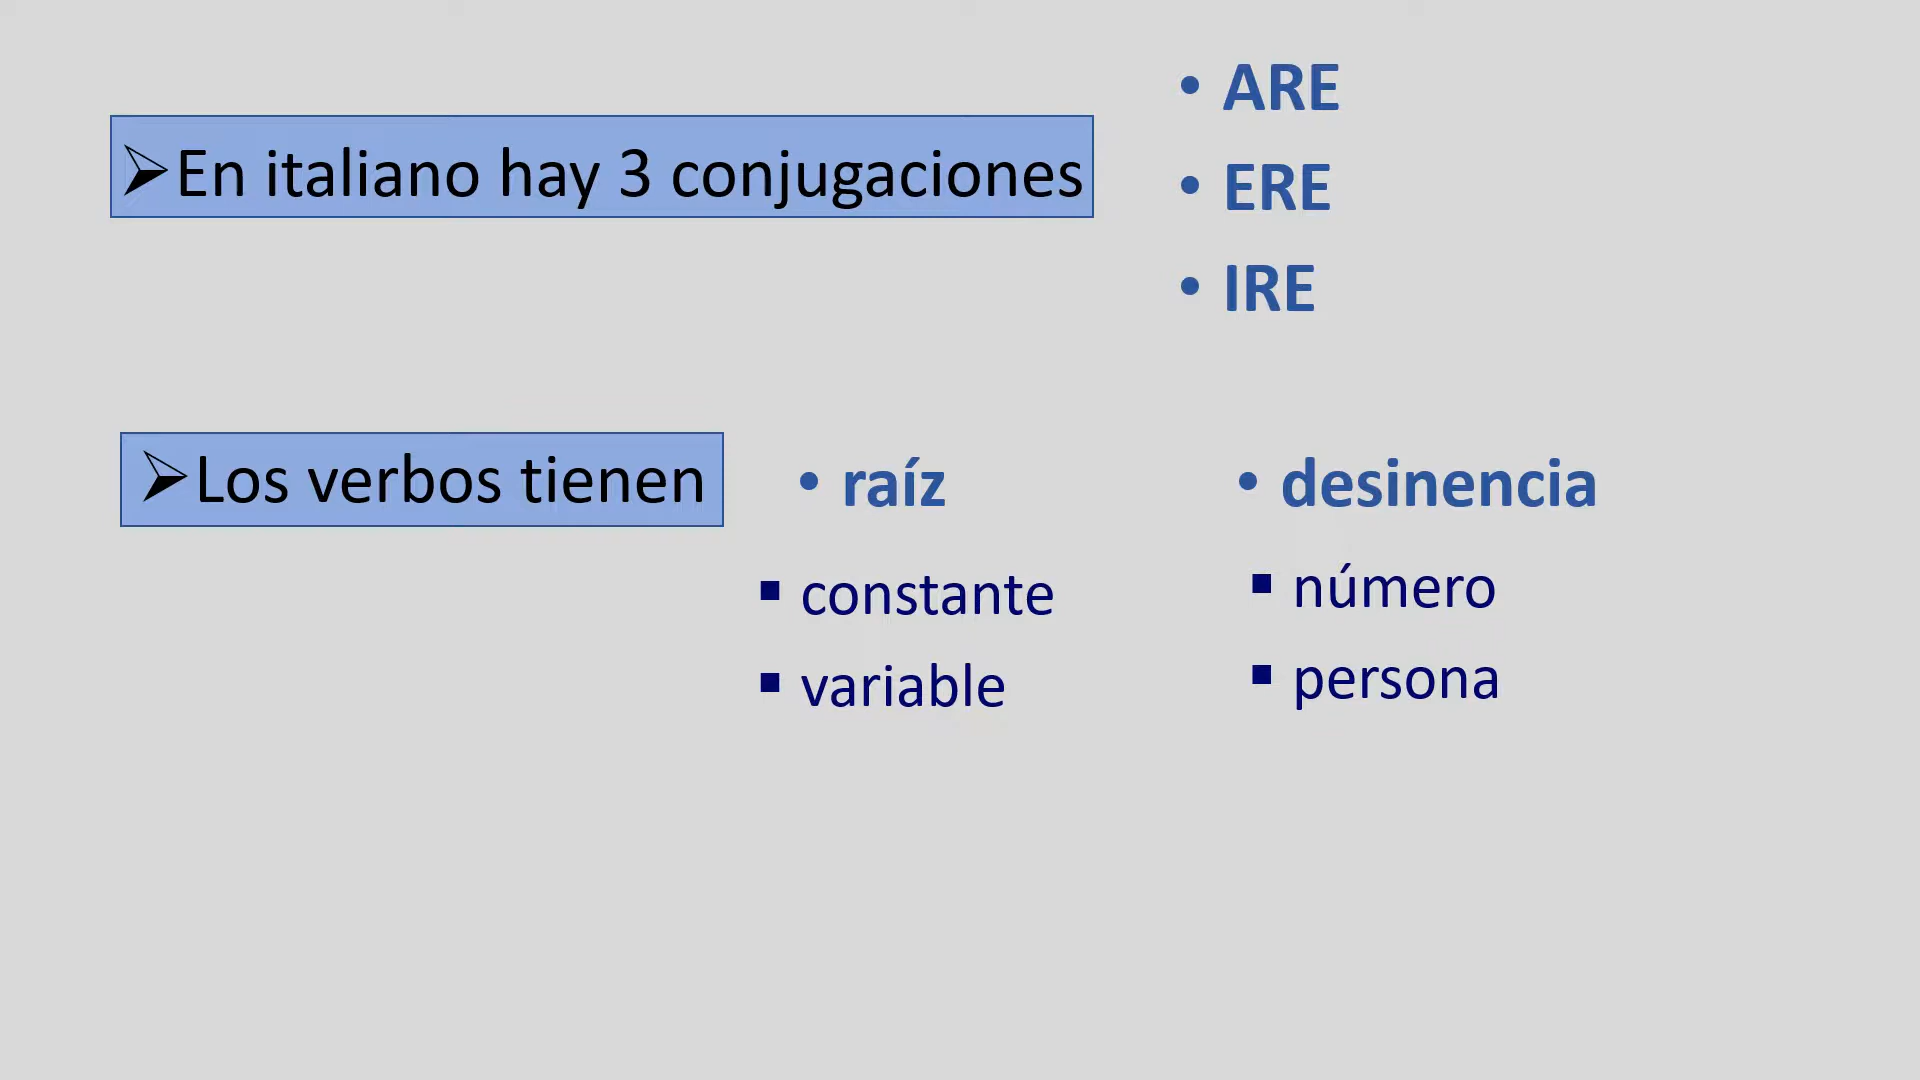 ➢En italiano hay 3 conjugaciones
• ARE
• ERE
• IRE
➢Los verbos tienen
• raíz
▪ constante
▪ variable
• desinencia
▪ número
▪ persona